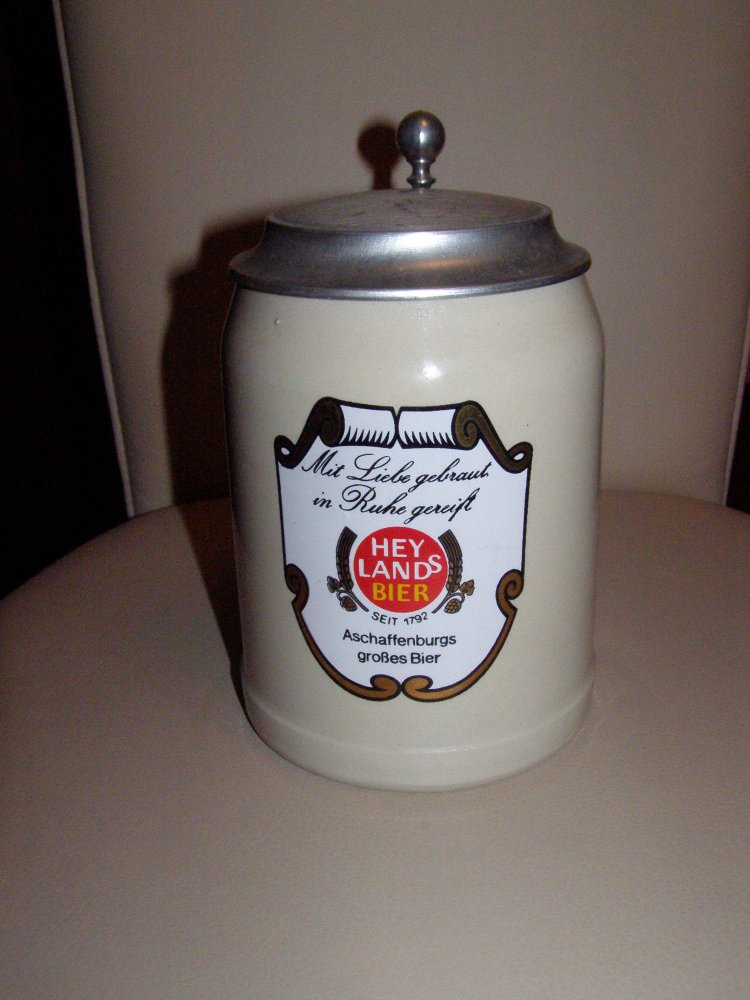 Mit Liebe gebraut,
in Ruhe gereift
HEY
LANDS
BIER
SEIT 1792
Aschaffenburgs
großes Bier